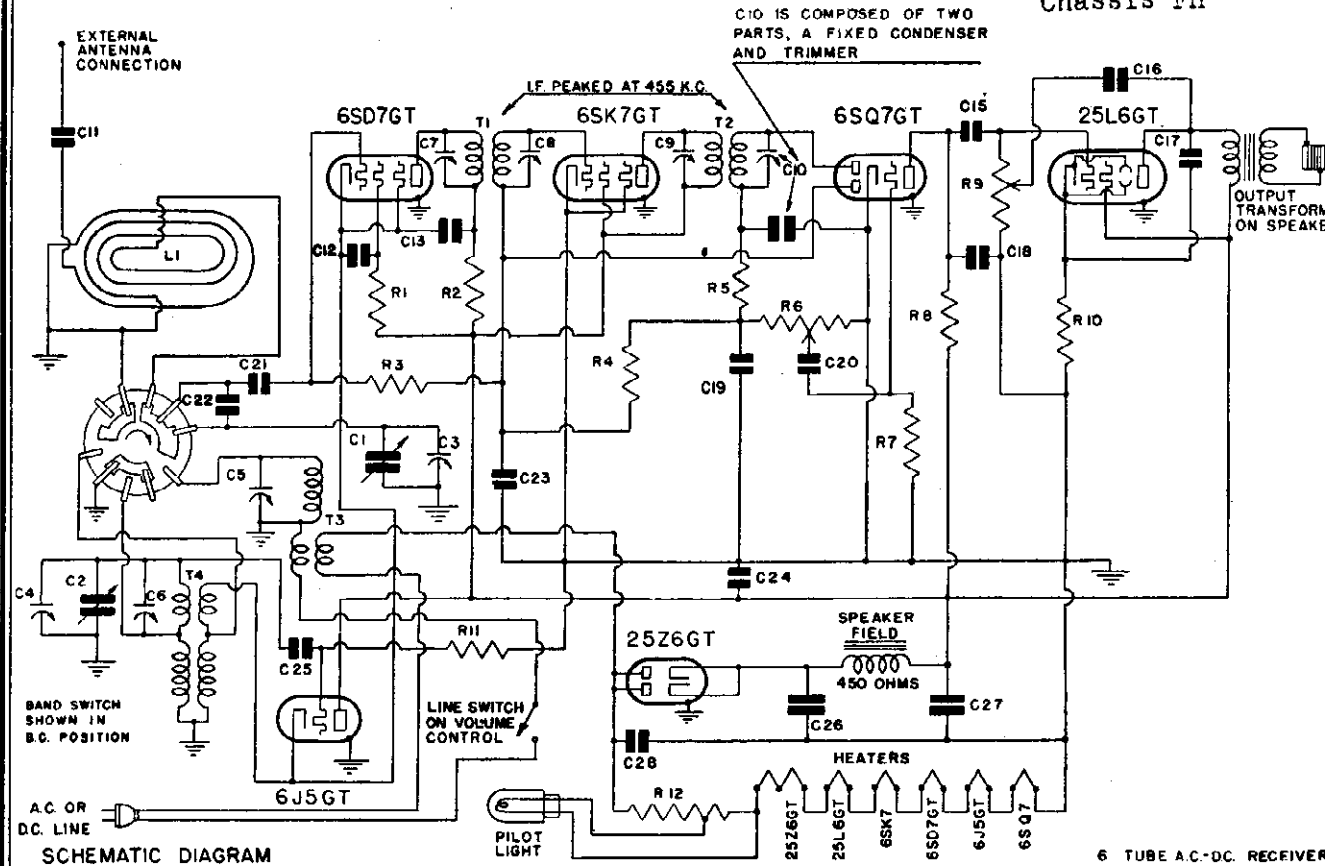 Chassis FH
C10 IS COMPOSED OF TWO
PARTS, A FIXED CONDENSER
AND TRIMMER
EXTERNAL
ANTENNA
CONNECTION
I.F. PEAKED AT 455 K.C.
C11
6SD7GT
T1
6SK7GT
T2
6SQ7GT
C15
C16
25L6GT
C7
C8
C9
C10
C17
R9
OUTPUT
TRANSFORM
ON SPEAKE
L1
C12
C13
C18
R1
R2
R5
R6
R8
R10
C21
R3
R4
C19
C20
C22
C1
C3
R7
C5
C23
T3
C24
C4
C2
C6
T4
R11
C25
25Z6GT
SPEAKER
FIELD
450 OHMS
BAND SWITCH
SHOWN IN
B.C. POSITION
LINE SWITCH
ON VOLUME
CONTROL
C26
C27
C28
HEATERS
6J5GT
A.C. OR
D.C. LINE
R12
PILOT
LIGHT
25Z6GT
25L6GT
6SK7
6SD7GT
6J5GT
6SQ7
SCHEMATIC DIAGRAM
6 TUBE A.C.-D.C. RECEIVER